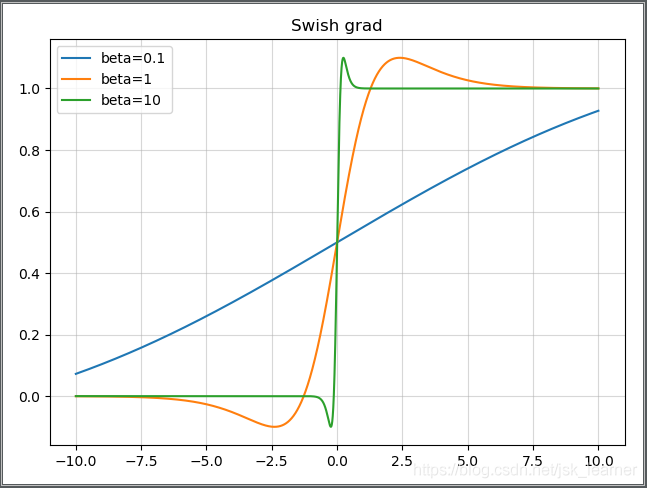 Swish grad
beta=0.1
beta=1
beta=10
1.0
0.8
0.6
0.4
0.2
0.0
−10.0 −7.5 −5.0 −2.5 0.0 2.5 5.0 7.5 10.0
https://blog.csdn.net/jsk_learner